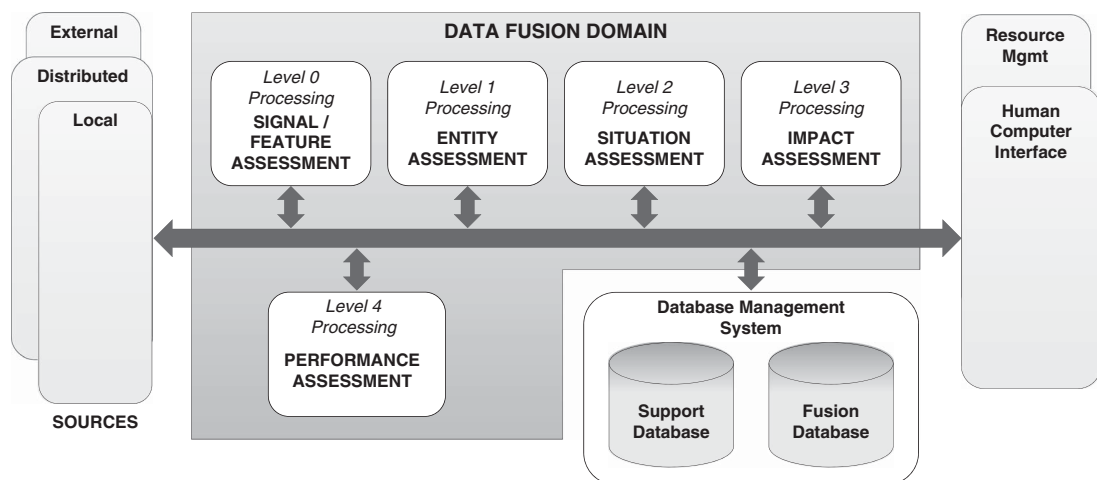 External
Distributed
Local
SOURCES
DATA FUSION DOMAIN
Level 0
Processing
SIGNAL /
FEATURE
ASSESSMENT
Level 1
Processing
ENTITY
ASSESSMENT
Level 2
Processing
SITUATION
ASSESSMENT
Level 3
Processing
IMPACT
ASSESSMENT
Level 4
Processing
PERFORMANCE
ASSESSMENT
Database Management
System
Support
Database
Fusion
Database
Resource
Mgmt
Human
Computer
Interface